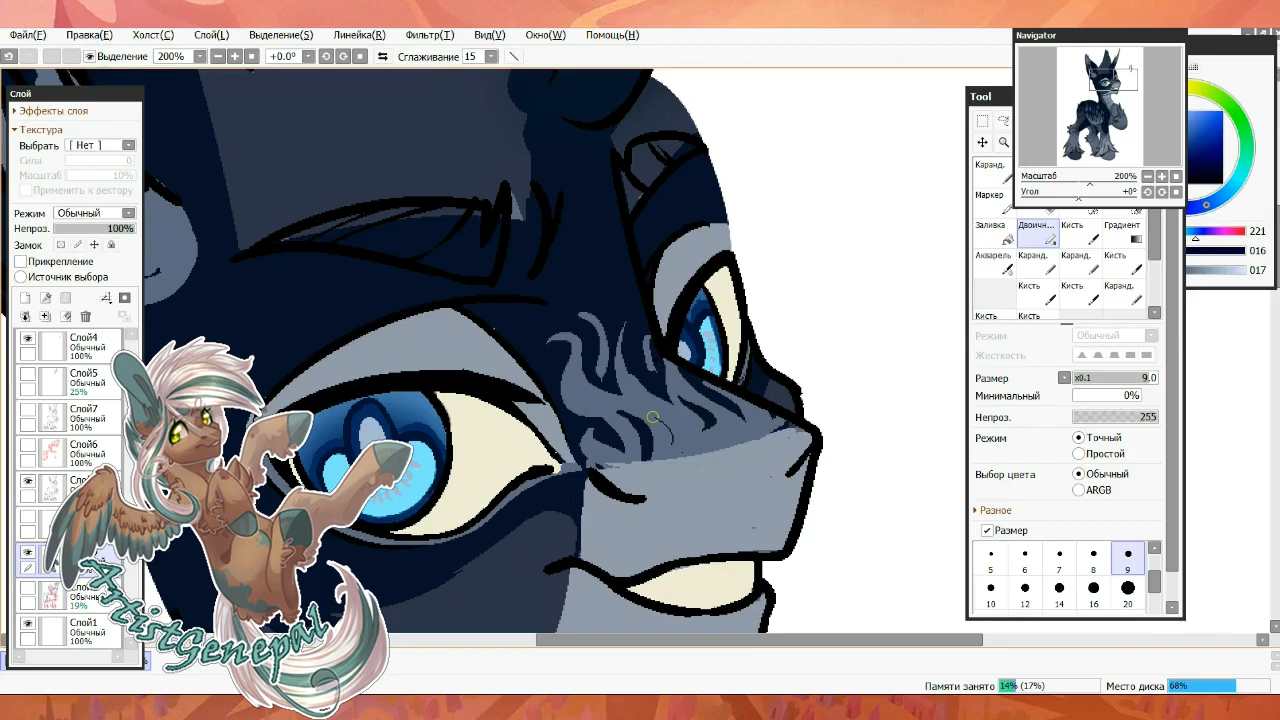 Файл(F) Правка(E) Холст(C) Слой(L) Выделение(S) Линейка(R) Фильтр(T) Вид(V) Окно(W) Помощь(H)
Выделение 200% +0.0° Сглаживание 15
Navigator
Масштаб 200%
Угол +0°
Слой
Эффекты слоя
Текстура
Выбрать [ Нет ]
Сила 0
Масштаб 10%
Применить к вектору
Режим Обычный
Непроз. 100%
Замок
Прикрепление
Источник выбора
Слой4
Обычный
100%
Слой5
Обычный
25%
Слой7
Обычный
100%
Слой6
Обычный
100%
Обычный
100%
19%
Слой1
Обычный
100%
ArtistGenepal
Tool
Каранд.
Маркер
Заливка Двоичн... Кисть Градиент
Акварель Каранд. Каранд. Кисть
Кисть Кисть Каранд.
Кисть Кисть
221
016
017
Режим Обычный
Жесткость
Размер x0.1 9.0
Минимальный 0%
Непроз. 255
Режим Точный
Простой
Выбор цвета Обычный
ARGB
Разное
Размер
5 6 7 8 9
10 12 14 16 20
Памяти занято 14% (17%) Место диск 68%